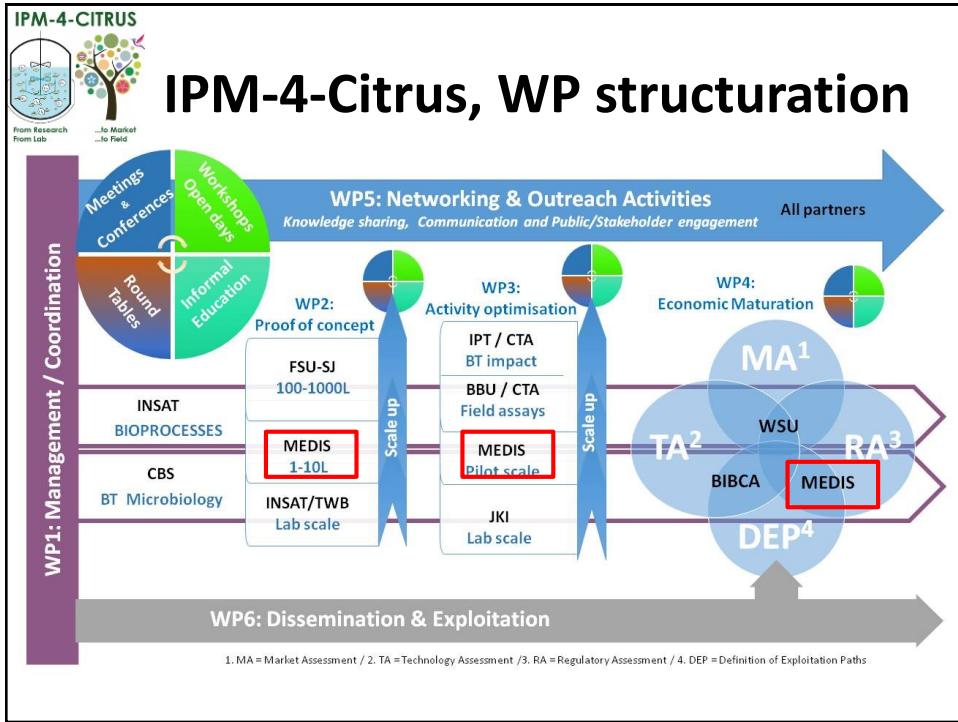 IPM-4-CITRUS
From Research
From Lab
...to Market
...to Field
IPM-4-Citrus, WP structuration
WP1: Management / Coordination
Meetings
&
Conferences
Workshops
Open days
Round
Tables
Informal
Education
WP5: Networking & Outreach Activities
Knowledge sharing, Communication and Public/Stakeholder engagement
All partners
WP2:
Proof of concept
FSU-SJ
100-1000L
MEDIS
1-10L
INSAT/TWB
Lab scale
Scale up
WP3:
Activity optimisation
IPT / CTA
BT impact
BBU / CTA
Field assays
MEDIS
Pilot scale
JKI
Lab scale
Scale up
WP4:
Economic Maturation
MA1
TA2
RA3
DEP4
WSU
BIBCA
MEDIS
INSAT
BIOPROCESSES
CBS
BT Microbiology
WP6: Dissemination & Exploitation
1. MA = Market Assessment / 2. TA = Technology Assessment /3. RA = Regulatory Assessment / 4. DEP = Definition of Exploitation Paths